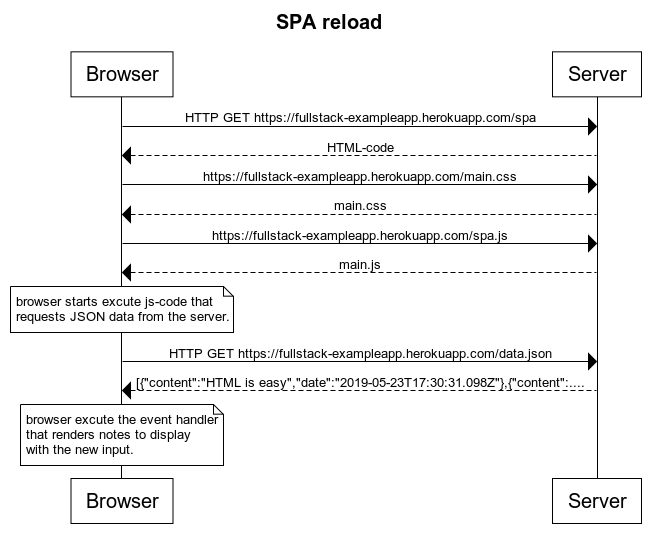 SPA reload
Browser
Server
HTTP GET https://fullstack-exampleapp.herokuapp.com/spa
HTML-code
https://fullstack-exampleapp.herokuapp.com/main.css
main.css
https://fullstack-exampleapp.herokuapp.com/spa.js
main.js
browser starts excute js-code that
requests JSON data from the server.
HTTP GET https://fullstack-exampleapp.herokuapp.com/data.json
[{"content":"HTML is easy","date":"2019-05-23T17:30:31.098Z"},{"content":....
browser excute the event handler
that renders notes to display
with the new input.
Browser
Server